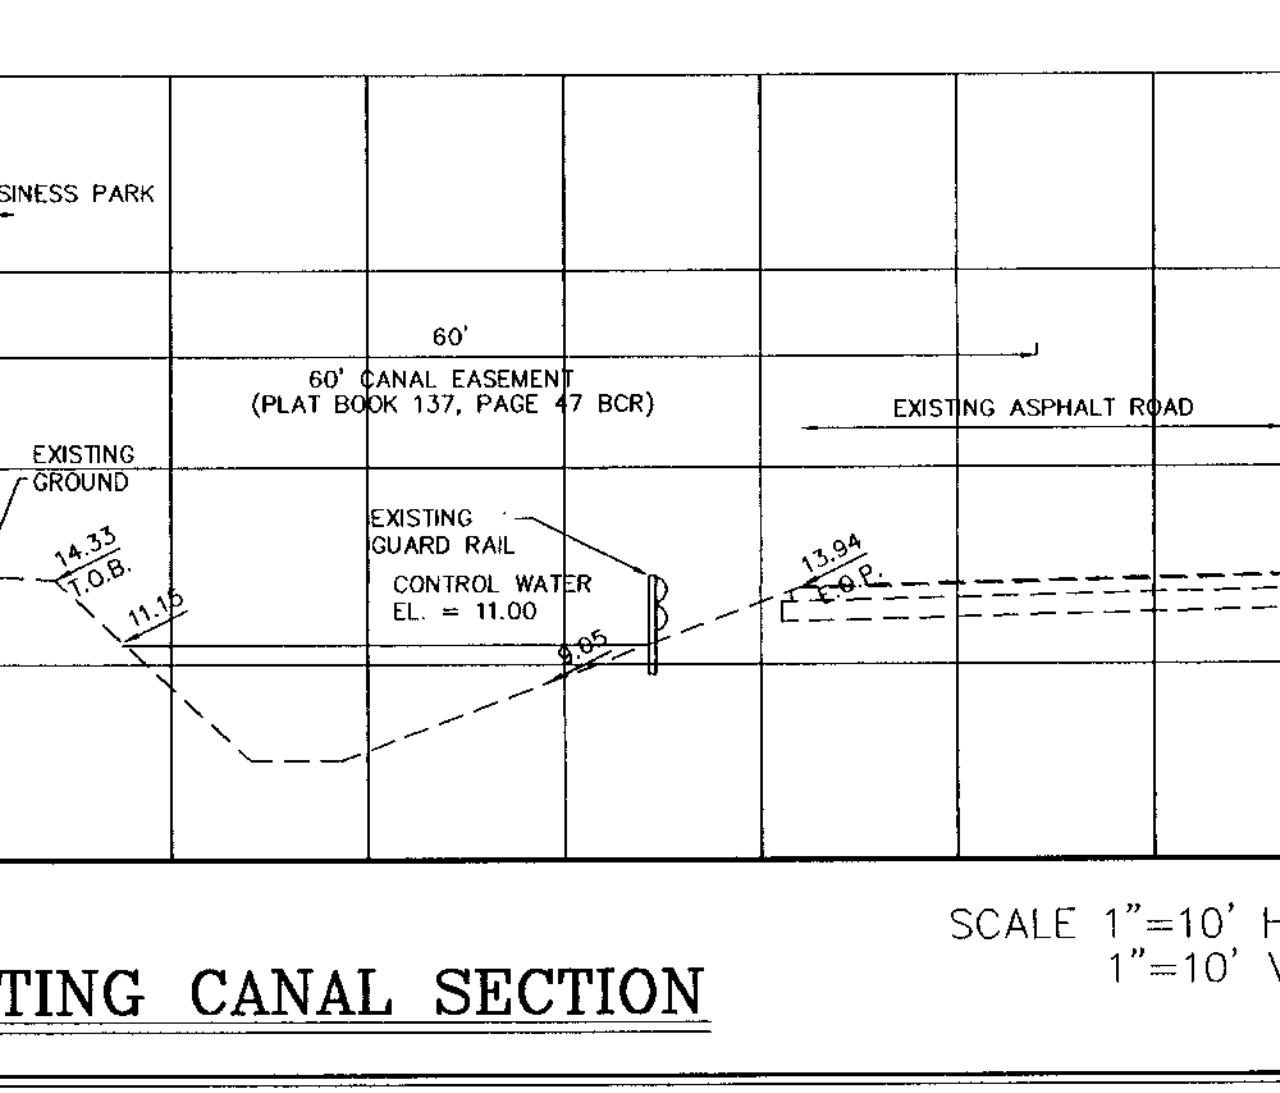 SINESS PARK
60'
60' CANAL EASEMENT
(PLAT BOOK 137, PAGE 47 BCR)
EXISTING ASPHALT ROAD
EXISTING
GROUND
EXISTING
GUARD RAIL
14.33
T.O.B.
11.15
CONTROL WATER
EL. = 11.00
9.05
13.94
E.O.P.
SCALE 1"=10' H
1"=10' V
TING CANAL SECTION